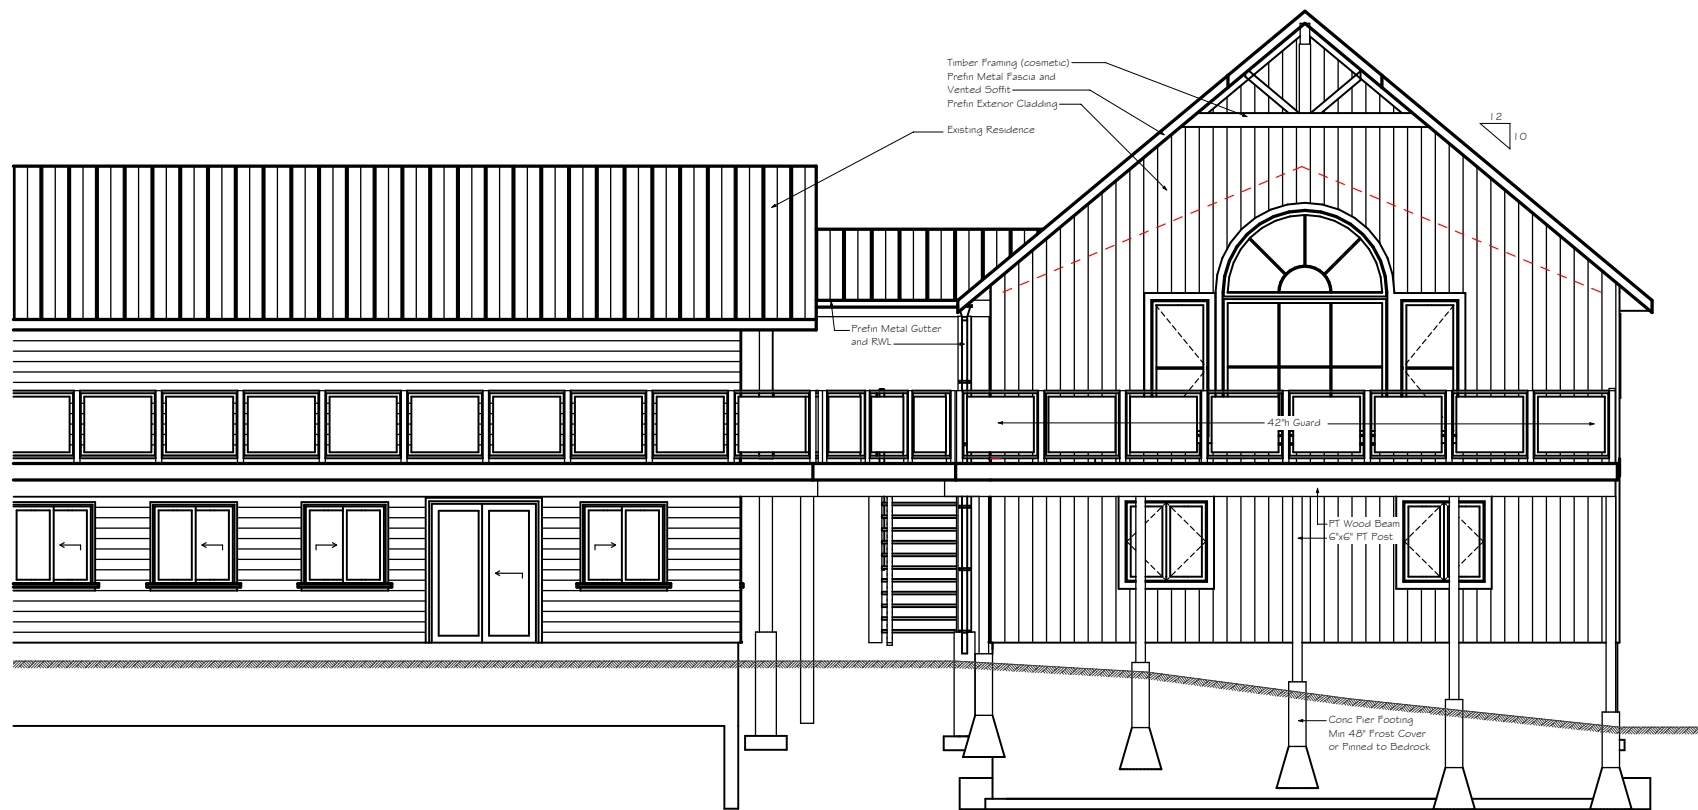 Timber Framing (cosmetic)
Prefin Metal Fascia and
Vented Soffit
Prefin Exterior Cladding
Existing Residence
12
10
Prefin Metal Gutter
and RWL
42"h Guard
PT Wood Beam
6"x6" PT Post
Conc Pier Footing
Min 48" Frost Cover
or Pinned to Bedrock